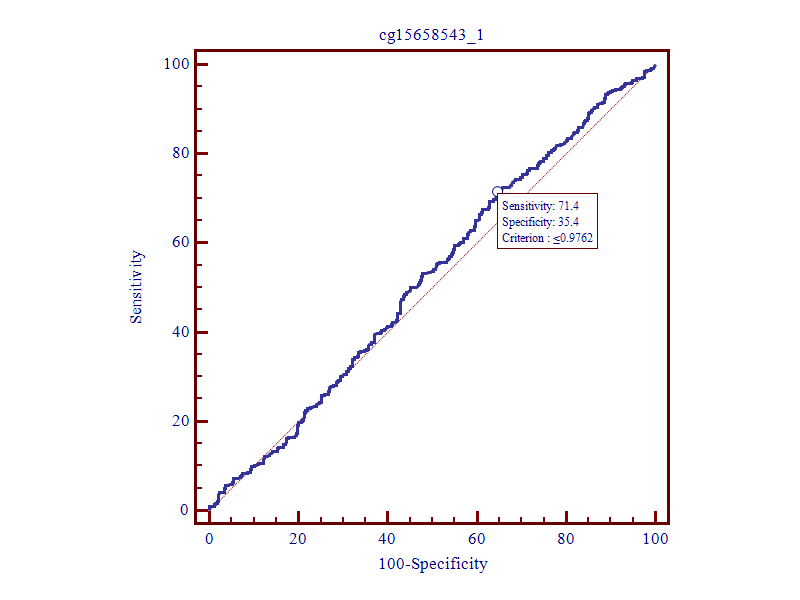 cg15658543_1
100
80
60
40
20
0
Sensitivity
Sensitivity: 71.4
Specificity: 35.4
Criterion : ≤0.9762
0 20 40 60 80 100
100-Specificity